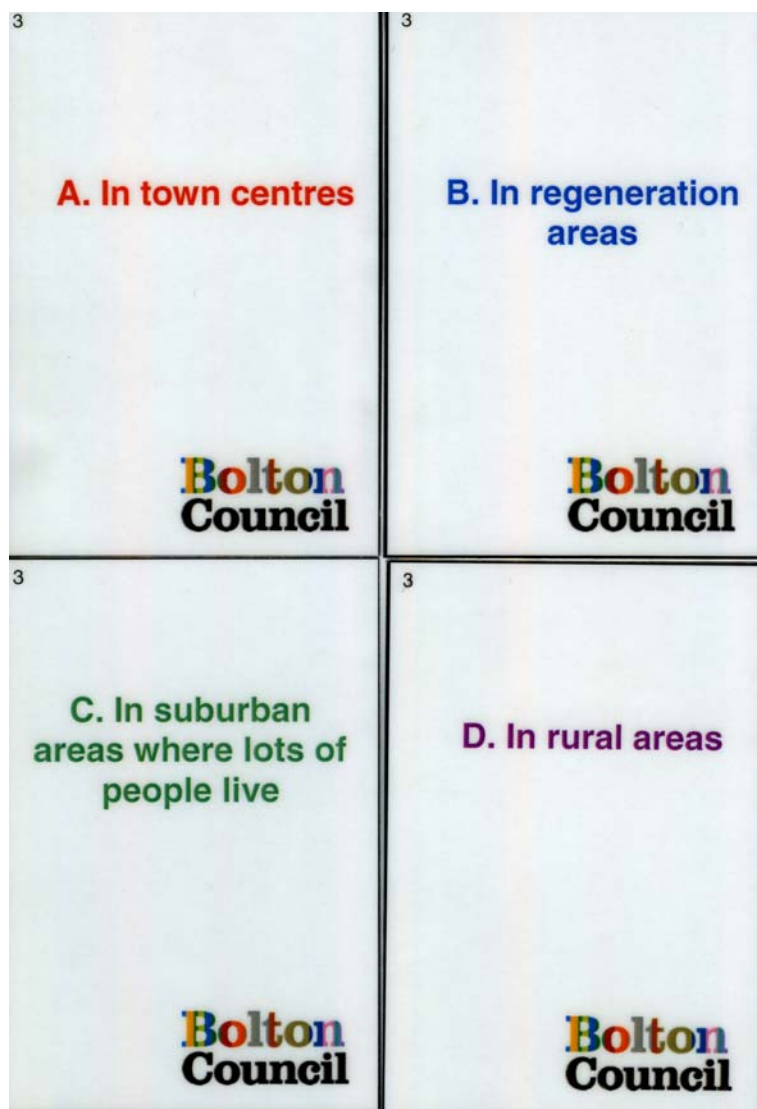 3
A. In town centres
Bolton
Council
3
B. In regeneration
areas
Bolton
Council
3
C. In suburban
areas where lots of
people live
Bolton
Council
3
D. In rural areas
Bolton
Council